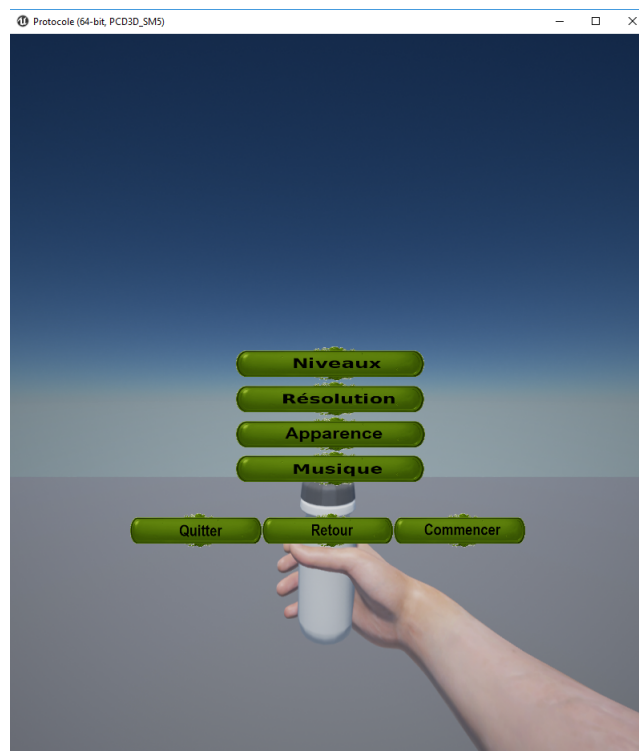 Protocole (64-bit, PCD3D_SM5)
Niveaux
Résolution
Apparence
Musique
Quitter Retour Commencer